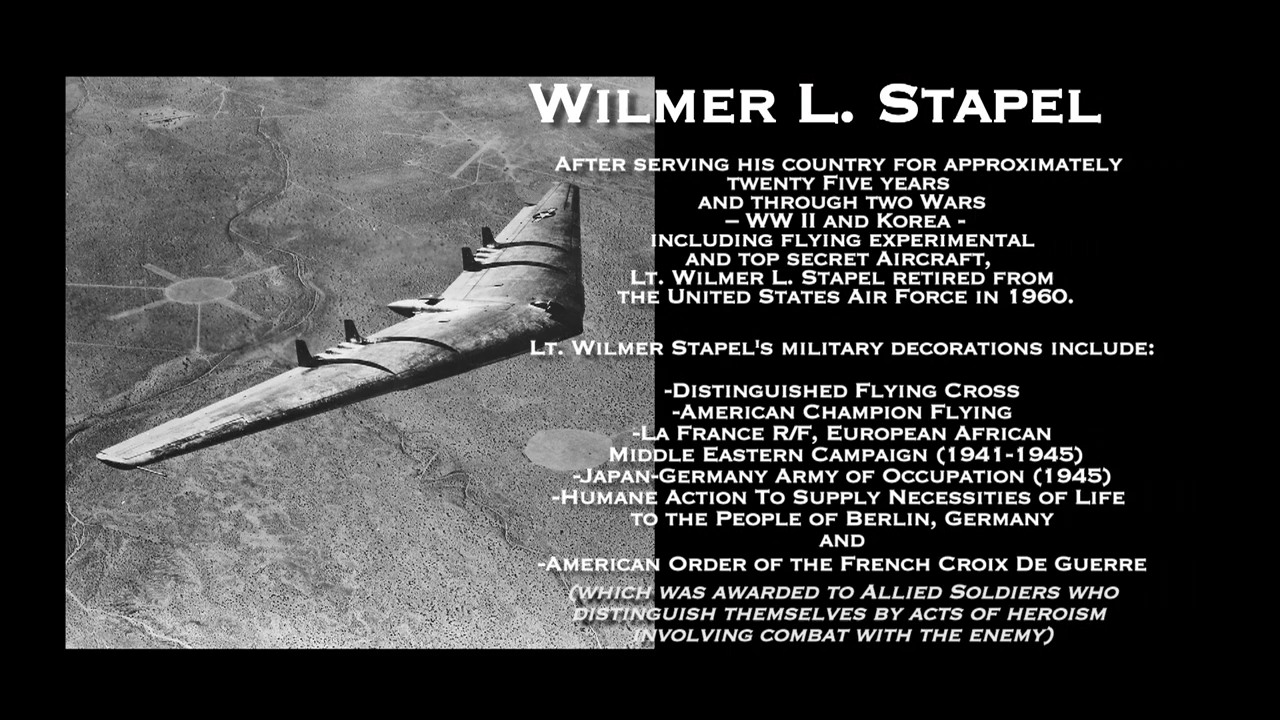 Wilmer L. Stapel
After serving his country for approximately
twenty Five years
and through two Wars
– WW II and Korea -
including flying experimental
and top secret Aircraft,
Lt. Wilmer L. Stapel retired from
the United States Air Force in 1960.
Lt. Wilmer Stapel's military decorations include:
-Distinguished Flying Cross
-American Champion Flying
-La France R/F, European African
Middle Eastern Campaign (1941-1945)
-Japan-Germany Army of Occupation (1945)
-Humane Action To Supply Necessities of Life
to the People of Berlin, Germany
and
-American Order of the French Croix De Guerre
(which was awarded to Allied Soldiers who
distinguish themselves by acts of heroism
involving combat with the enemy)